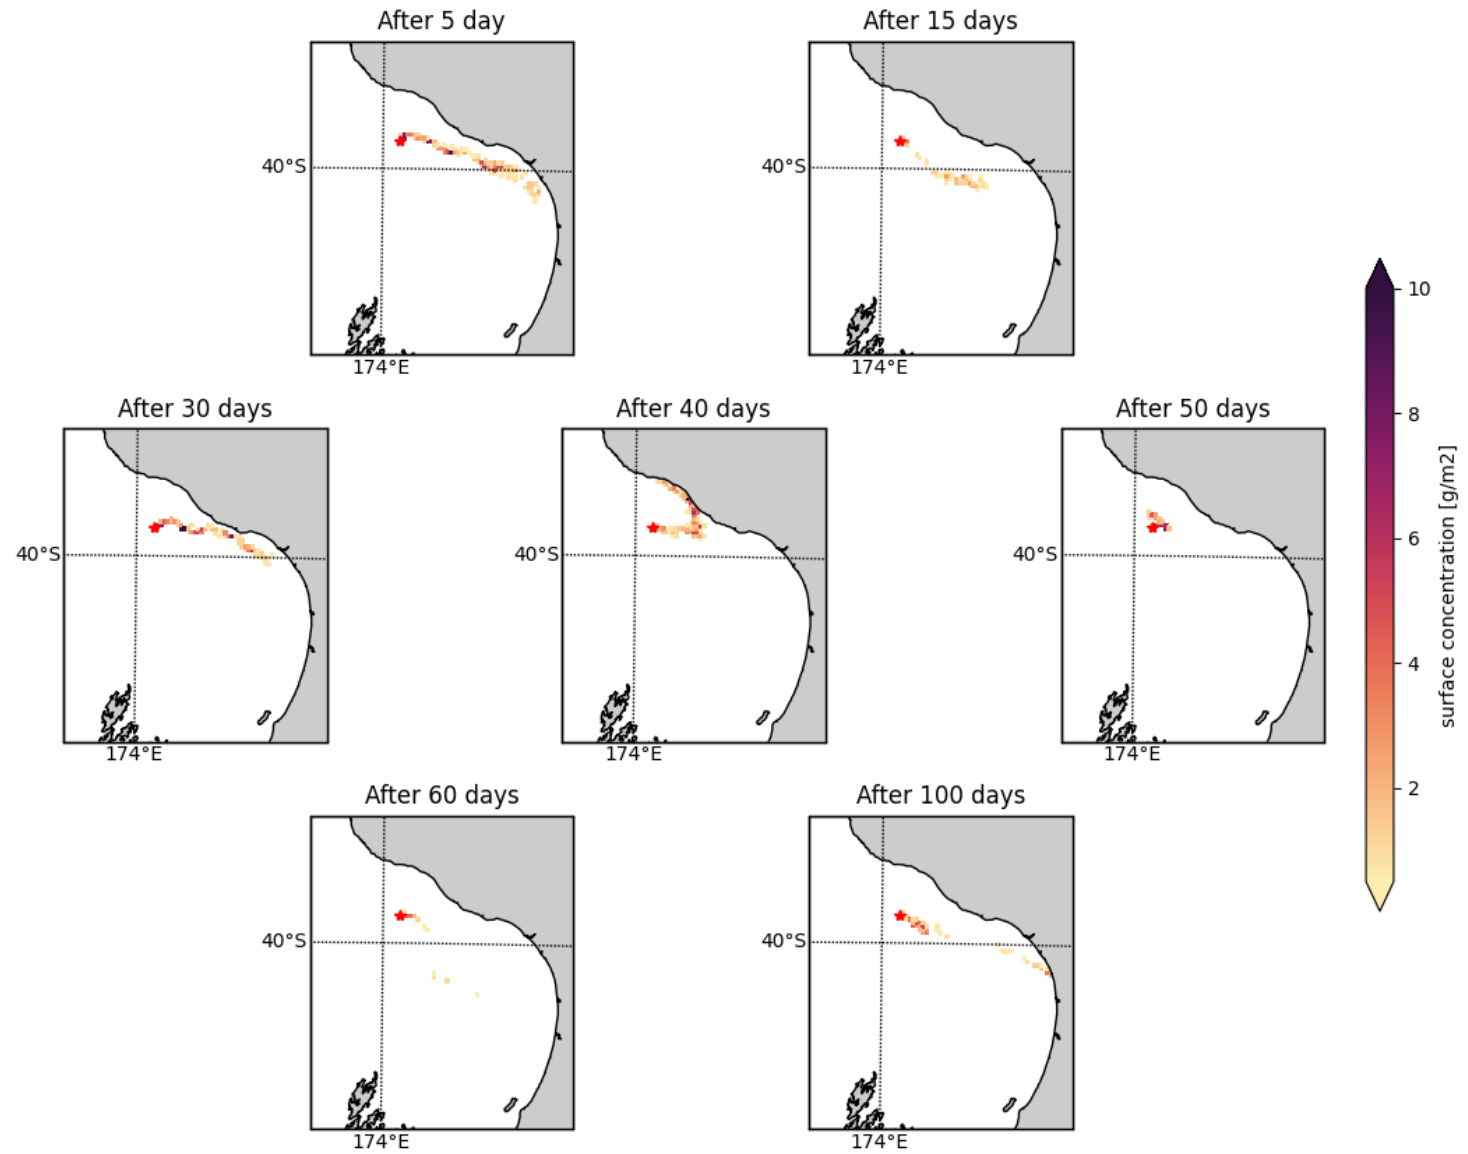 After 5 day
After 15 days
40°S
40°S
174°E
174°E
After 30 days
After 40 days
After 50 days
40°S
40°S
40°S
174°E
174°E
174°E
After 60 days
After 100 days
40°S
40°S
174°E
174°E
10
8
6
4
2
surface concentration [g/m2]